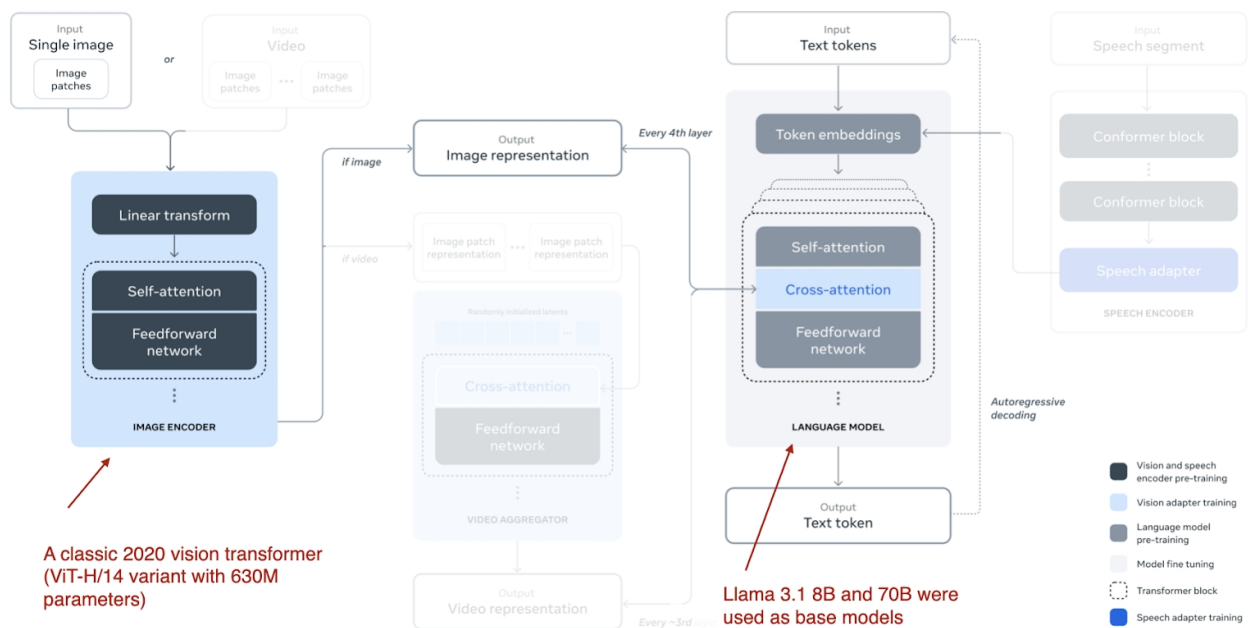 Input
Single image
Image
patches
or
Input
Video
Image
patches
...
Image
patches
Linear transform
Self-attention
Feedforward
network
IMAGE ENCODER
if image
if video
Output
Image representation
Image patch
representation
...
Image patch
representation
Randomly initialized latents
...
Cross-attention
Feedforward
network
VIDEO AGGREGATOR
Output
Video representation
Every 4th layer
Every ~3rd
Input
Text tokens
Token embeddings
Self-attention
Cross-attention
Feedforward
network
LANGUAGE MODEL
Output
Text token
Autoregressive
decoding
Input
Speech segment
Conformer block
Conformer block
Speech adapter
SPEECH ENCODER
Vision and speech
encoder pre-training
Vision adapter training
Language model
pre-training
Model fine tuning
Transformer block
Speech adapter training
A classic 2020 vision transformer
(ViT-H/14 variant with 630M
parameters)
Llama 3.1 8B and 70B were
used as base models